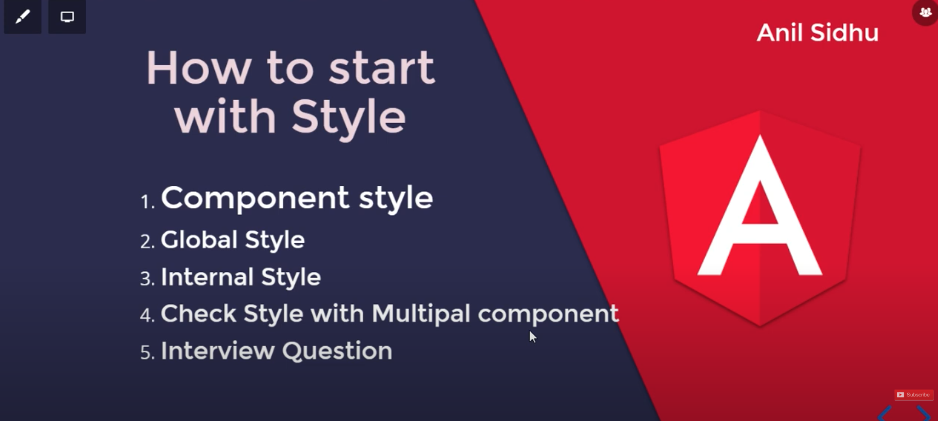 Anil Sidhu
How to start
with Style
1. Component style
2. Global Style
3. Internal Style
4. Check Style with Multipal component
5. Interview Question
Subscribe